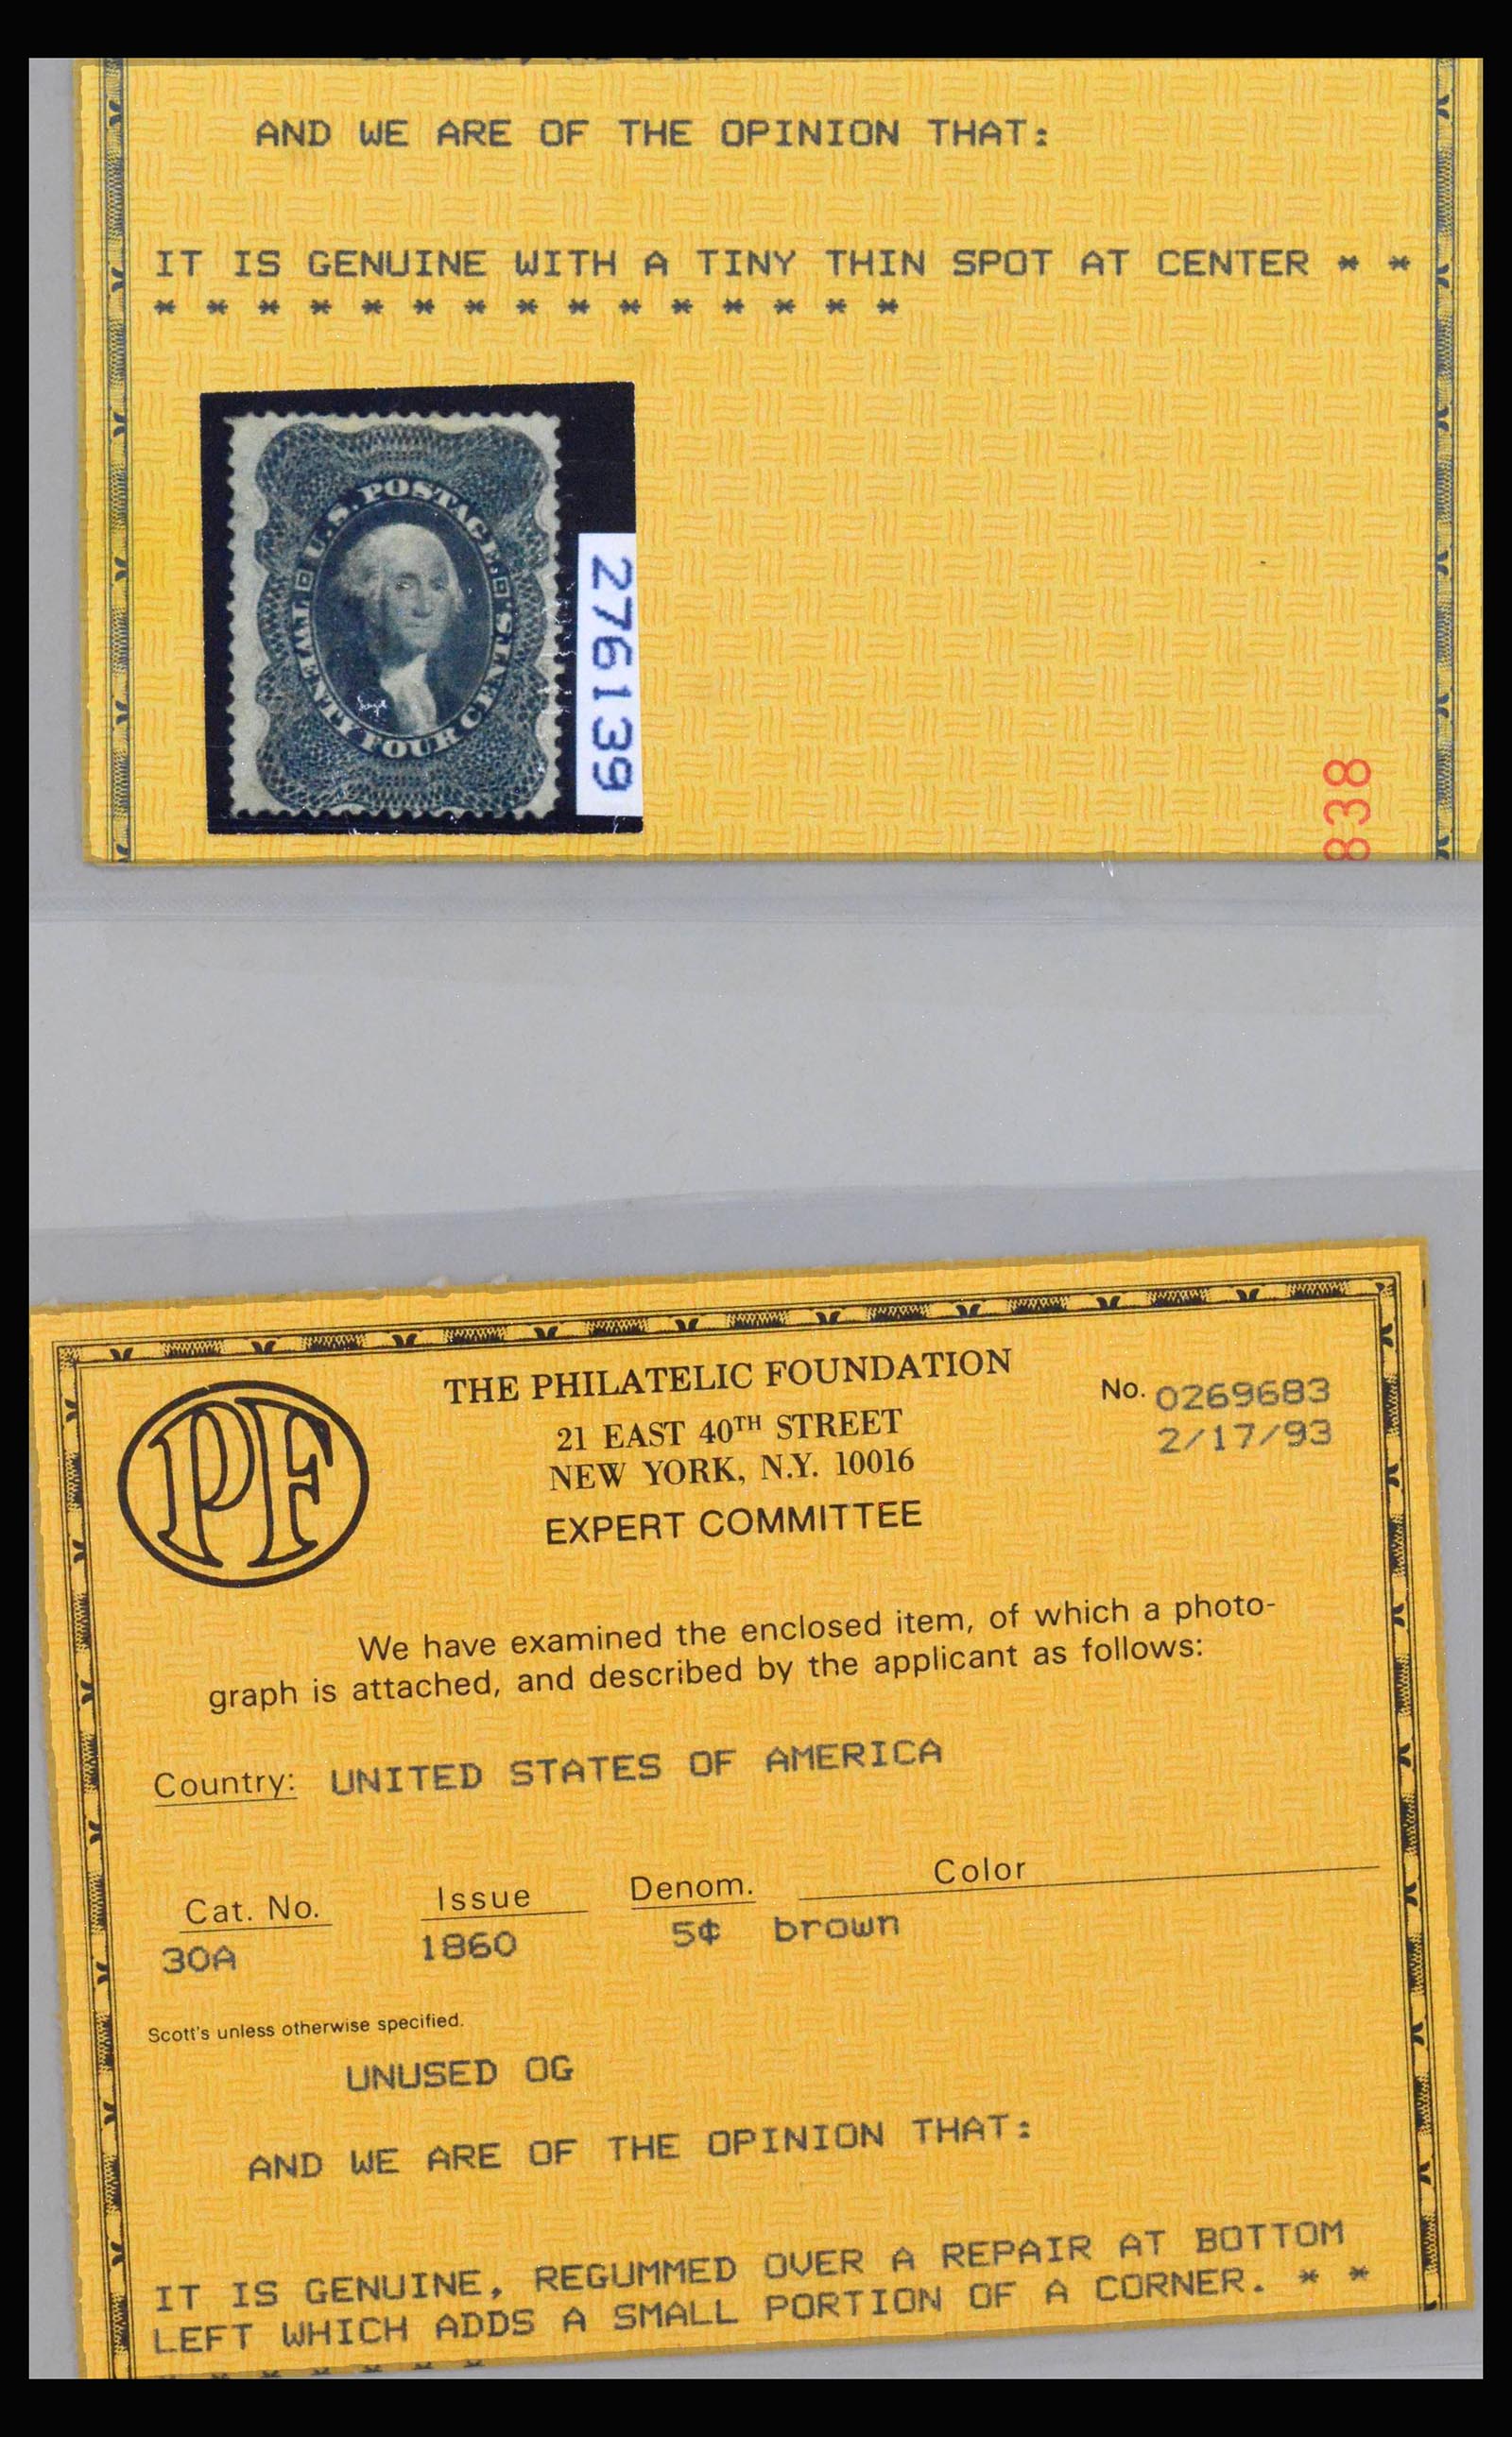 AND WE ARE OF THE OPINION THAT:
IT IS GENUINE WITH A TINY THIN SPOT AT CENTER * *
* * * * * * * * * * * * * * *
U.S. POSTAGE.
TWENTY FOUR CENTS.
276139
838
PF
THE PHILATELIC FOUNDATION
21 EAST 40TH STREET
NEW YORK, N.Y. 10016
EXPERT COMMITTEE
No. 0269683
2/17/93
We have examined the enclosed item, of which a photo-
graph is attached, and described by the applicant as follows:
Country: UNITED STATES OF AMERICA
Cat. No. Issue Denom. Color
30A 1860 5¢ brown
Scott's unless otherwise specified.
UNUSED OG
AND WE ARE OF THE OPINION THAT:
IT IS GENUINE, REGUMMED OVER A REPAIR AT BOTTOM
LEFT WHICH ADDS A SMALL PORTION OF A CORNER. * *
* * * * * * *